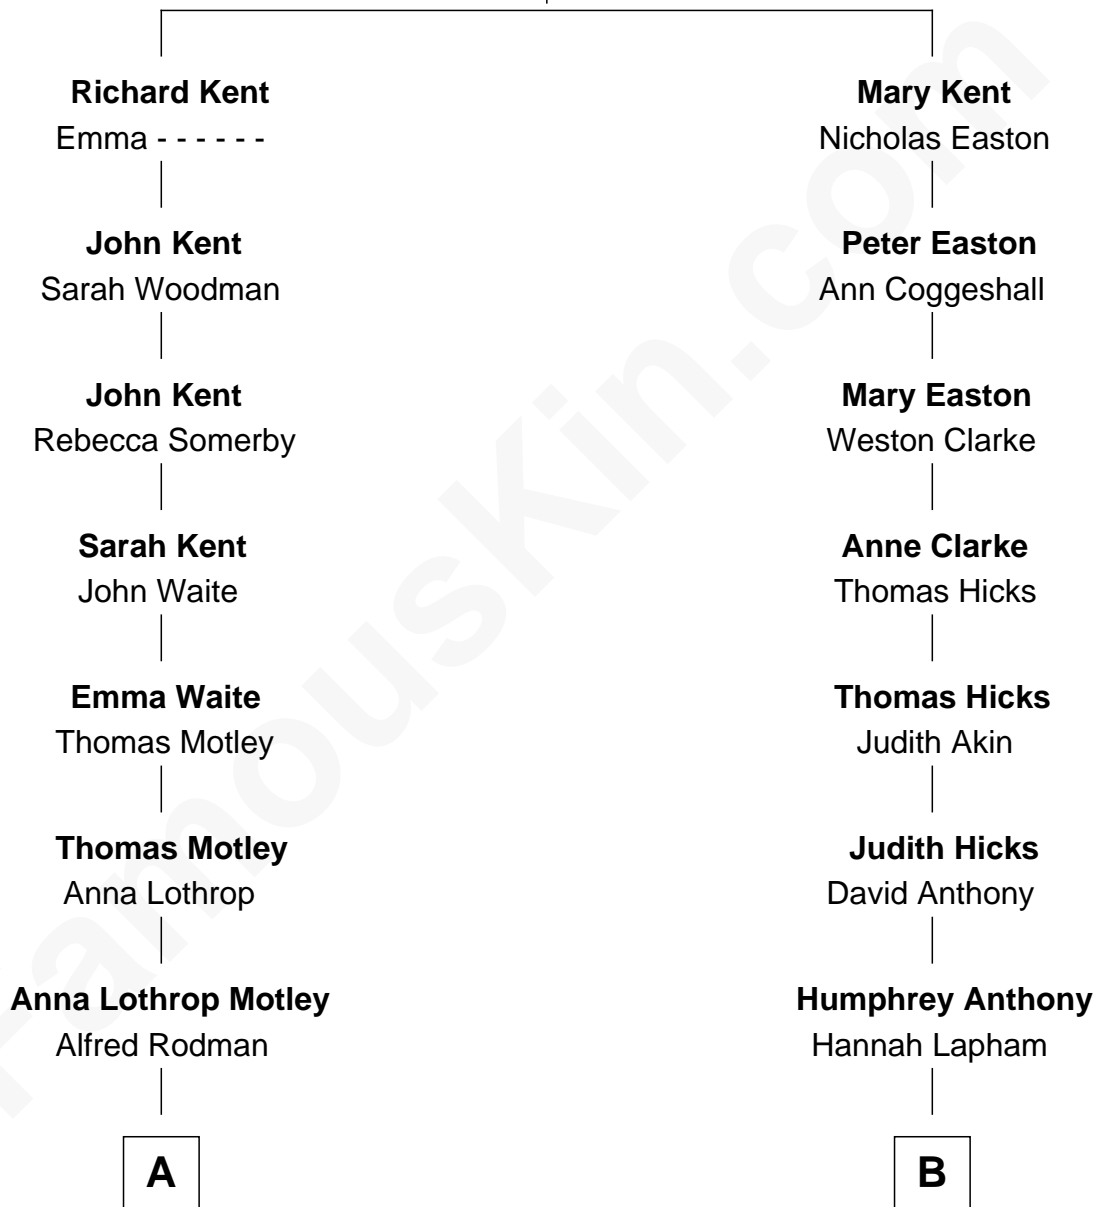 Richard Kent
Emma - - - - - -
John Kent
Sarah Woodman
John Kent
Rebecca Somerby
Sarah Kent
John Waite
Emma Waite
Thomas Motley
Thomas Motley
Anna Lothrop
Anna Lothrop Motley
Alfred Rodman
A
Mary Kent
Nicholas Easton
Peter Easton
Ann Coggeshall
Mary Easton
Weston Clarke
Anne Clarke
Thomas Hicks
Thomas Hicks
Judith Akin
Judith Hicks
David Anthony
Humphrey Anthony
Hannah Lapham
B
FamousKin.com